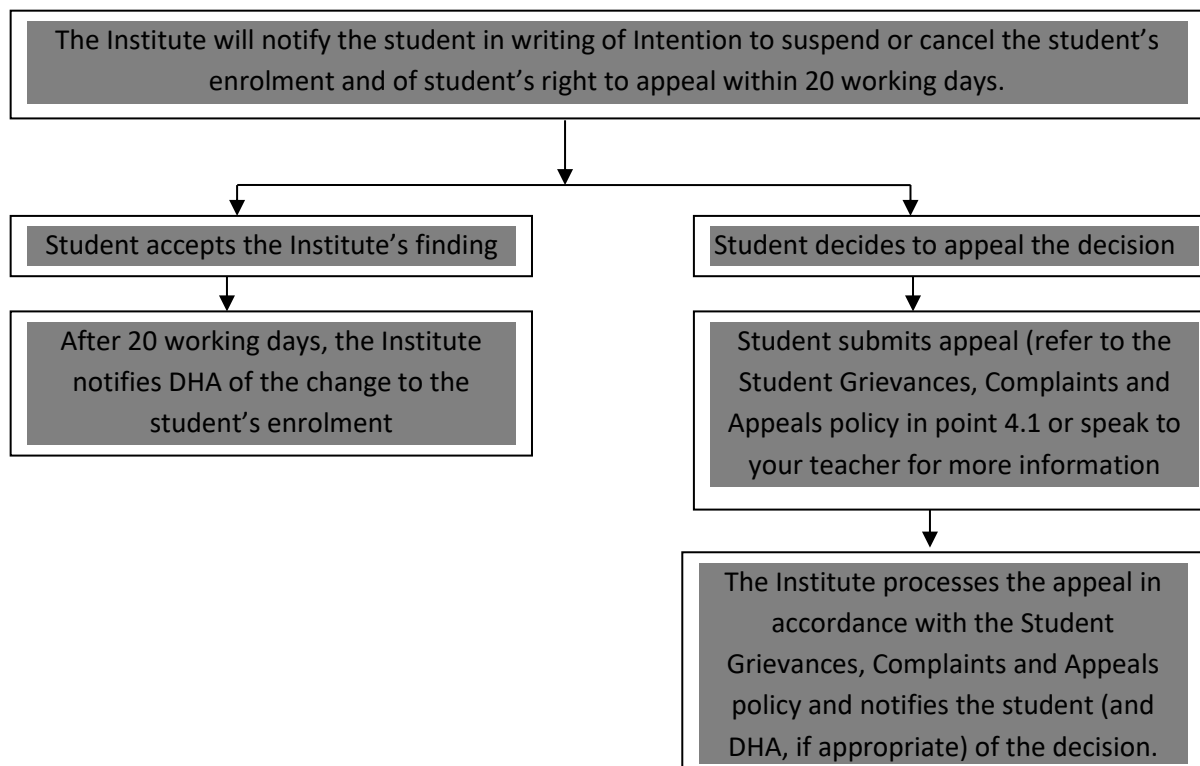 The Institute will notify the student in writing of Intention to suspend or cancel the student’s
enrolment and of student’s right to appeal within 20 working days.
Student accepts the Institute’s finding
Student decides to appeal the decision
After 20 working days, the Institute
notifies DHA of the change to the
student’s enrolment
Student submits appeal (refer to the
Student Grievances, Complaints and
Appeals policy in point 4.1 or speak to
your teacher for more information
The Institute processes the appeal in
accordance with the Student
Grievances, Complaints and Appeals
policy and notifies the student (and
DHA, if appropriate) of the decision.